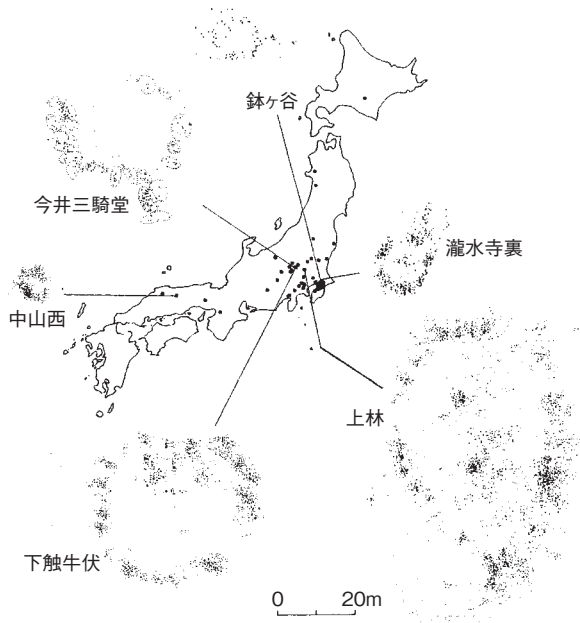 鉢ヶ谷
今井三騎堂
瀧水寺裏
中山西
上林
下触牛伏
0 20m